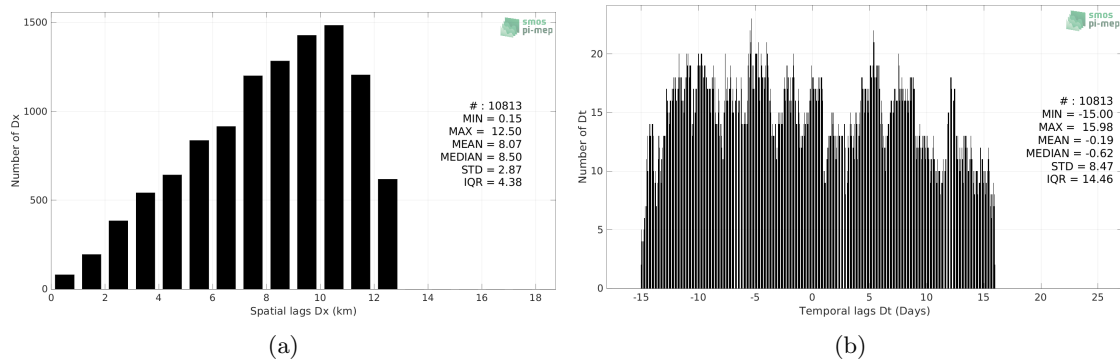 1500
1000
500
0
Number of Dx
0 2 4 6 8 10 12 14 16 18
Spatial lags Dx (km)
smos
pi-mep
# : 10813
MIN = 0.15
MAX = 12.50
MEAN = 8.07
MEDIAN = 8.50
STD = 2.87
IQR = 4.38
(a)
20
15
10
5
0
Number of Dt
-15 -10 -5 0 5 10 15 20 25
Temporal lags Dt (Days)
smos
pi-mep
# : 10813
MIN = -15.00
MAX = 15.98
MEAN = -0.19
MEDIAN = -0.62
STD = 8.47
IQR = 14.46
(b)